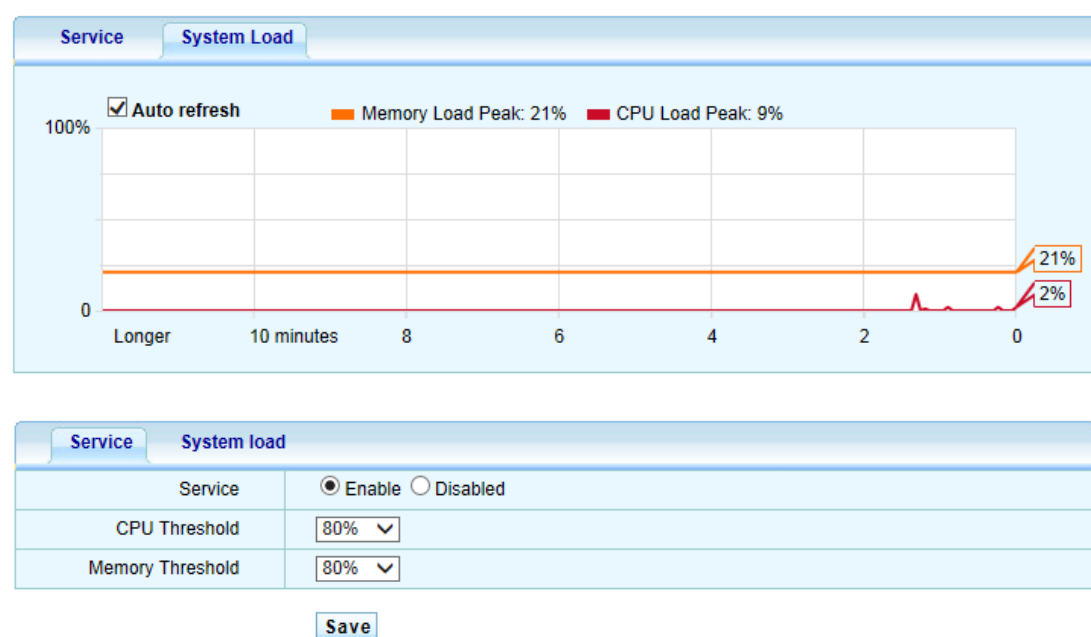 Service System Load
Auto refresh Memory Load Peak: 21% CPU Load Peak: 9%
100%
21%
2%
0
Longer 10 minutes 8 6 4 2 0
Service System load
Service Enable Disabled
CPU Threshold 80%
Memory Threshold 80%
Save